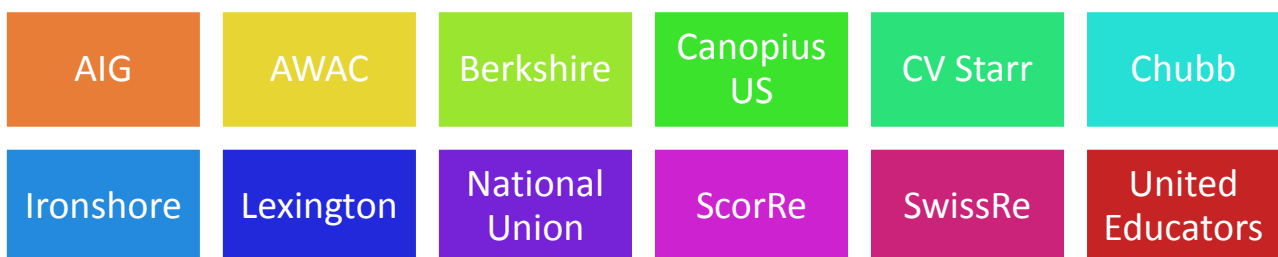 AIG
AWAC
Berkshire
Canopius
US
CV Starr
Chubb
Ironshore
Lexington
National
Union
ScorRe
SwissRe
United
Educators